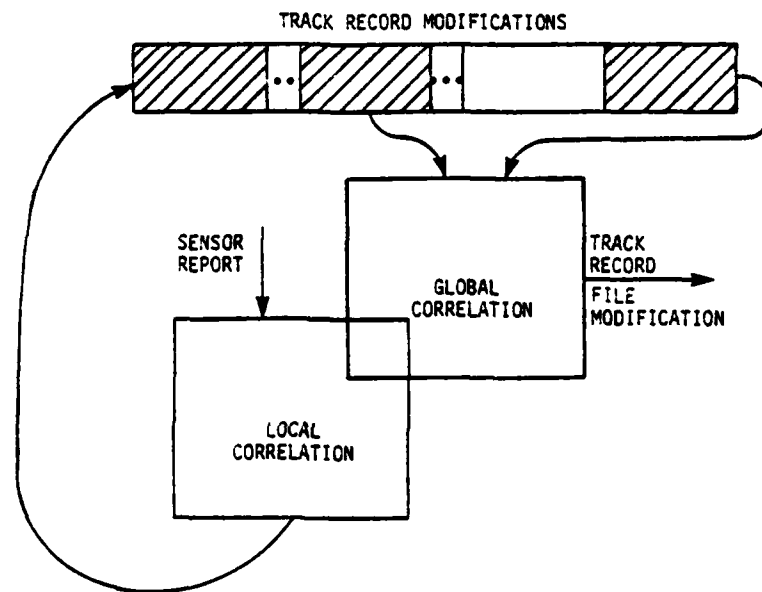 TRACK RECORD MODIFICATIONS
SENSOR
REPORT
TRACK
RECORD
FILE
MODIFICATION
GLOBAL
CORRELATION
LOCAL
CORRELATION